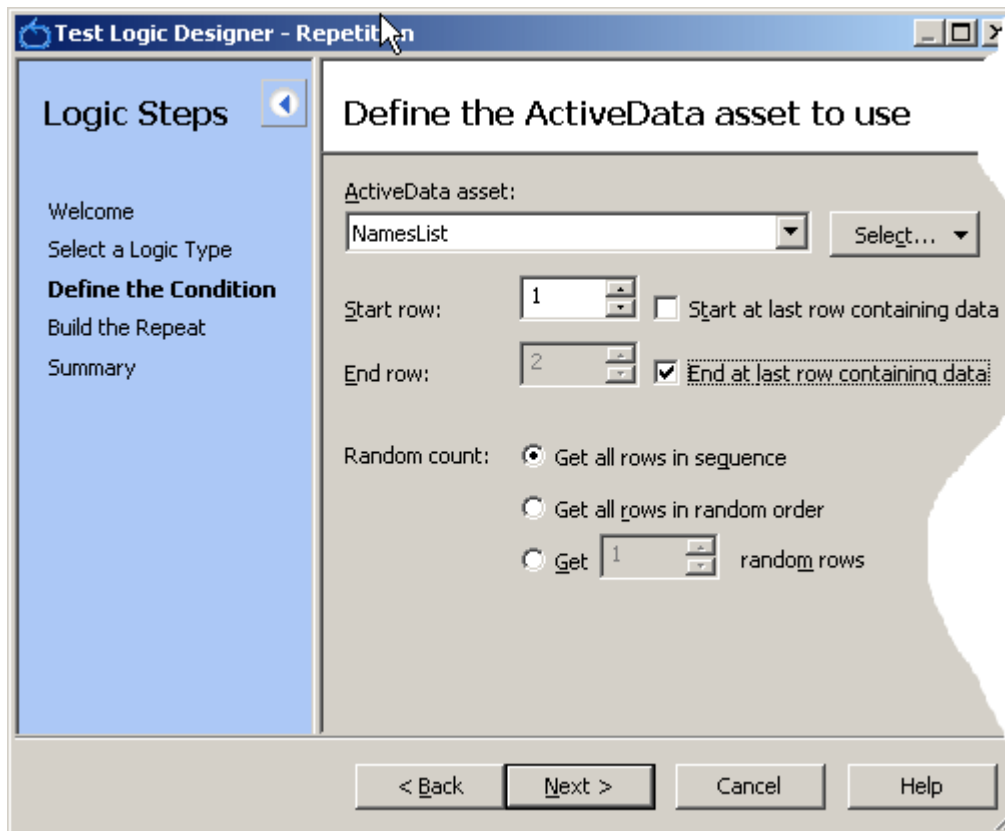 Test Logic Designer - Repetition
Logic Steps
Welcome
Select a Logic Type
Define the Condition
Build the Repeat
Summary
Define the ActiveData asset to use
ActiveData asset:
NamesList Select...
Start row: 1 Start at last row containing data
End row: 2 End at last row containing data
Random count: Get all rows in sequence
Get all rows in random order
Get 1 random rows
< Back Next > Cancel Help